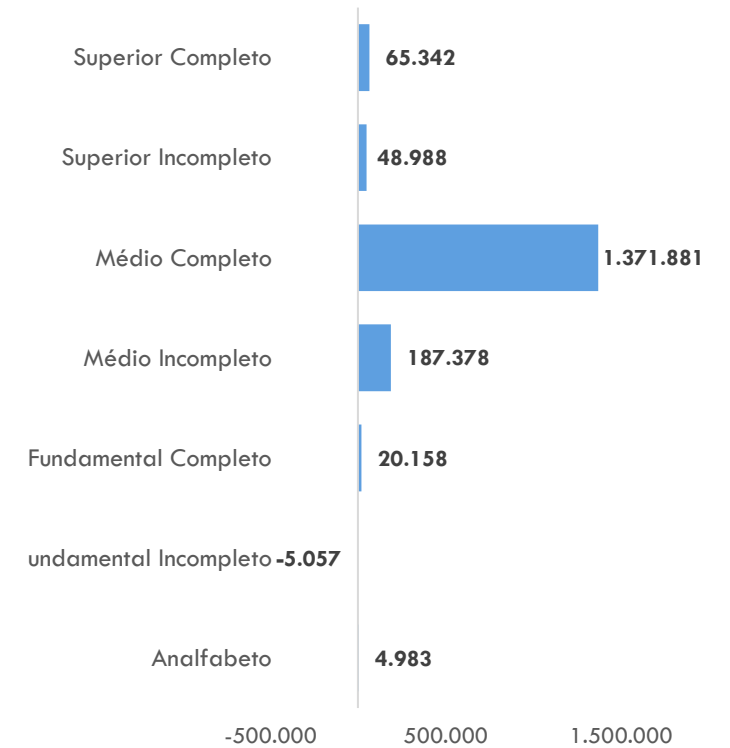 Superior Completo 65.342
Superior Incompleto 48.988
Médio Completo 1.371.881
Médio Incompleto 187.378
Fundamental Completo 20.158
undamental Incompleto -5.057
Analfabeto 4.983
-500.000 500.000 1.500.000